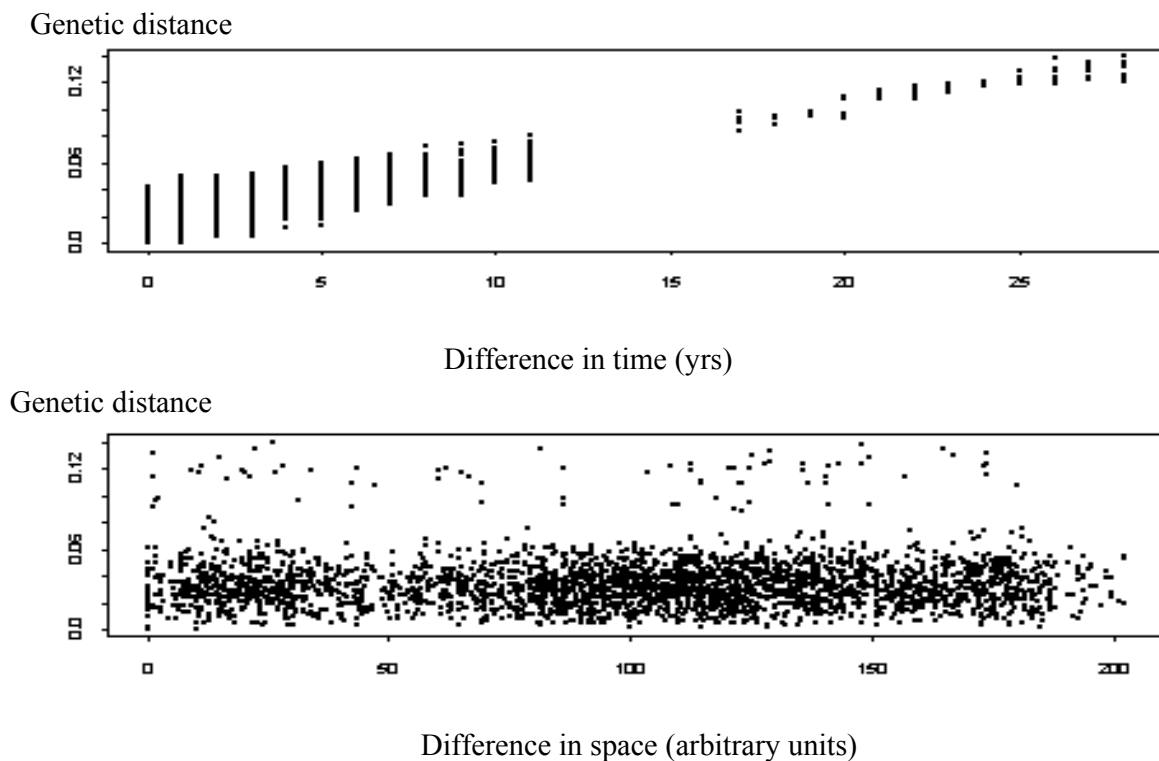 Genetic distance
0.12
0.06
0.0
0 5 10 15 20 25
Difference in time (yrs)
Genetic distance
0.12
0.06
0.0
0 50 100 150 200
Difference in space (arbitrary units)